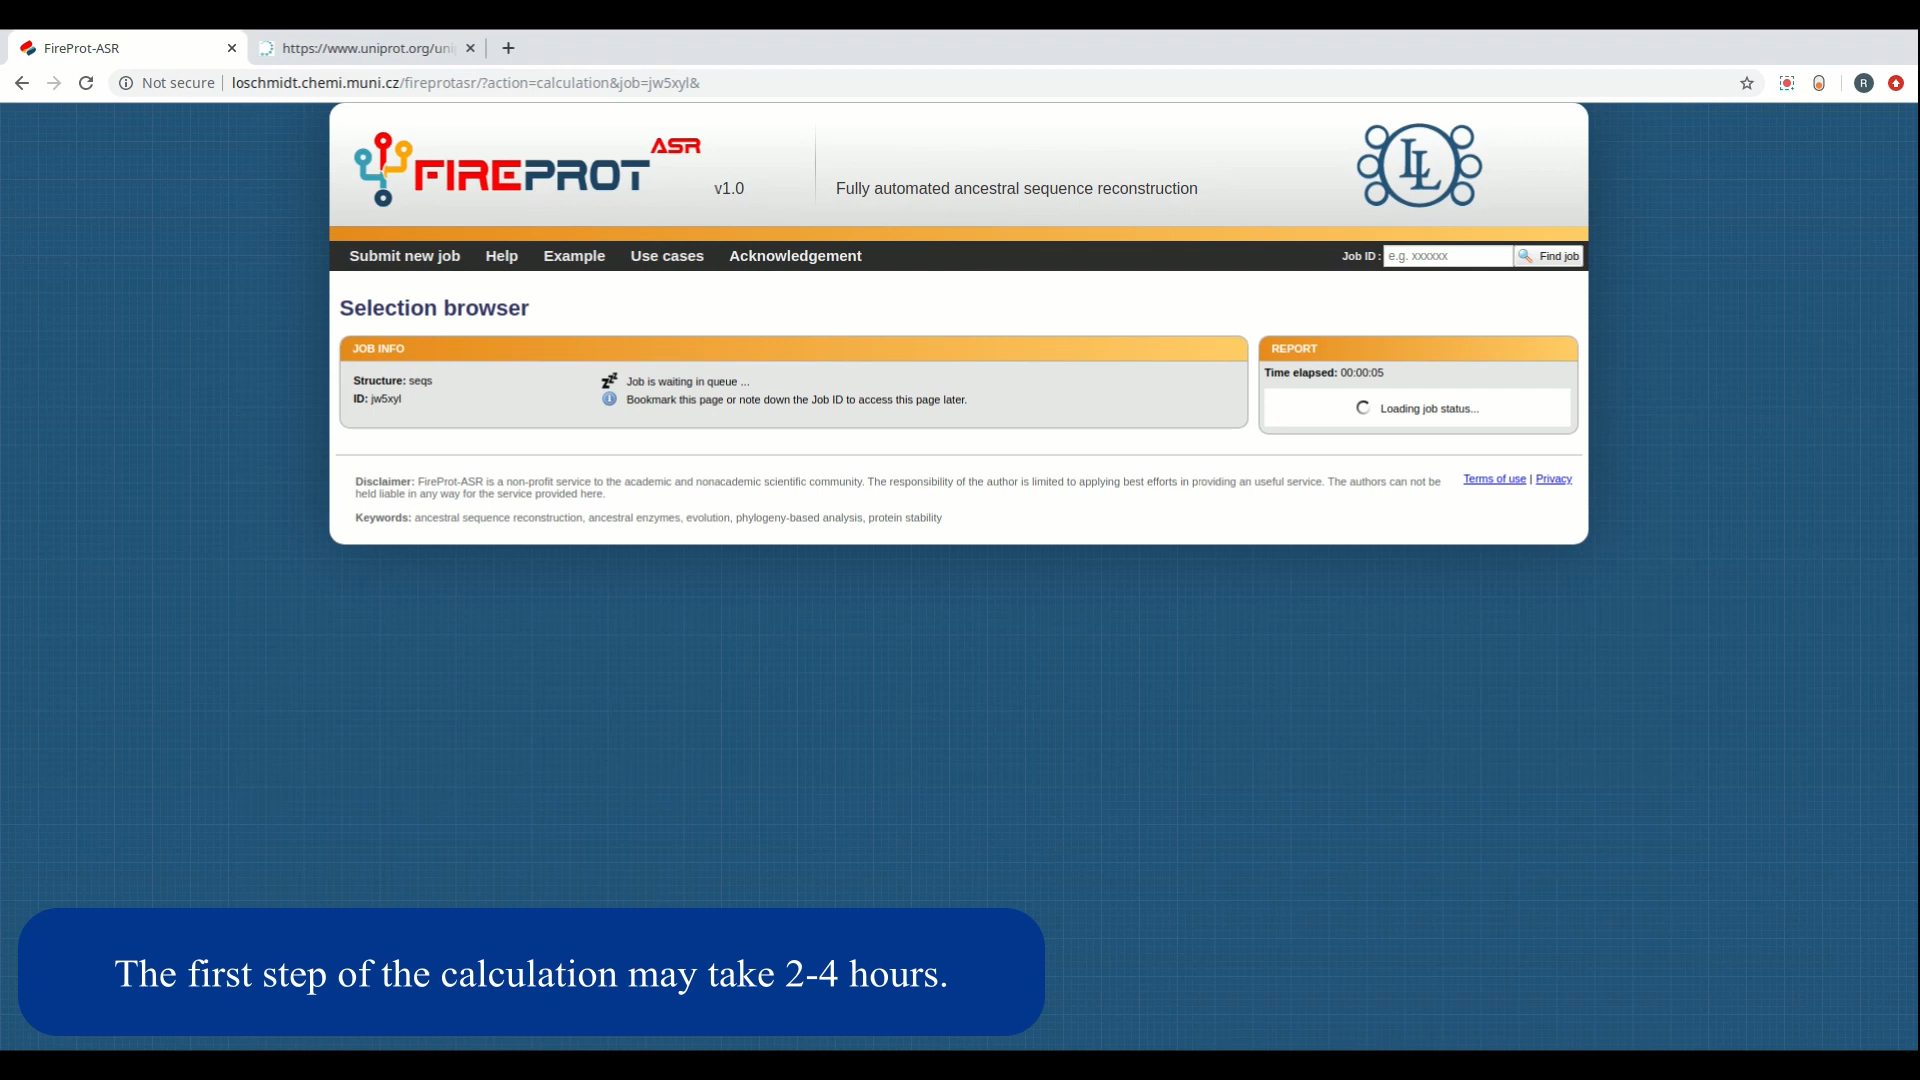 FireProt-ASR
https://www.uniprot.org/uni
Not secure
loschmidt.chemi.muni.cz/fireprotasr/?action=calculation&job=jw5xyl&
R
FIREPROT ASR
v1.0
Fully automated ancestral sequence reconstruction
LL
Submit new job Help Example Use cases Acknowledgement
Job ID : e.g. xxxxxx Find job
Selection browser
JOB INFO
Structure: seqs
ID: jw5xyl
Job is waiting in queue ...
Bookmark this page or note down the Job ID to access this page later.
REPORT
Time elapsed: 00:00:05
Loading job status...
Disclaimer: FireProt-ASR is a non-profit service to the academic and nonacademic scientific community. The responsibility of the author is limited to applying best efforts in providing an useful service. The authors can not be
held liable in any way for the service provided here.
Terms of use | Privacy
Keywords: ancestral sequence reconstruction, ancestral enzymes, evolution, phylogeny-based analysis, protein stability
The first step of the calculation may take 2-4 hours.